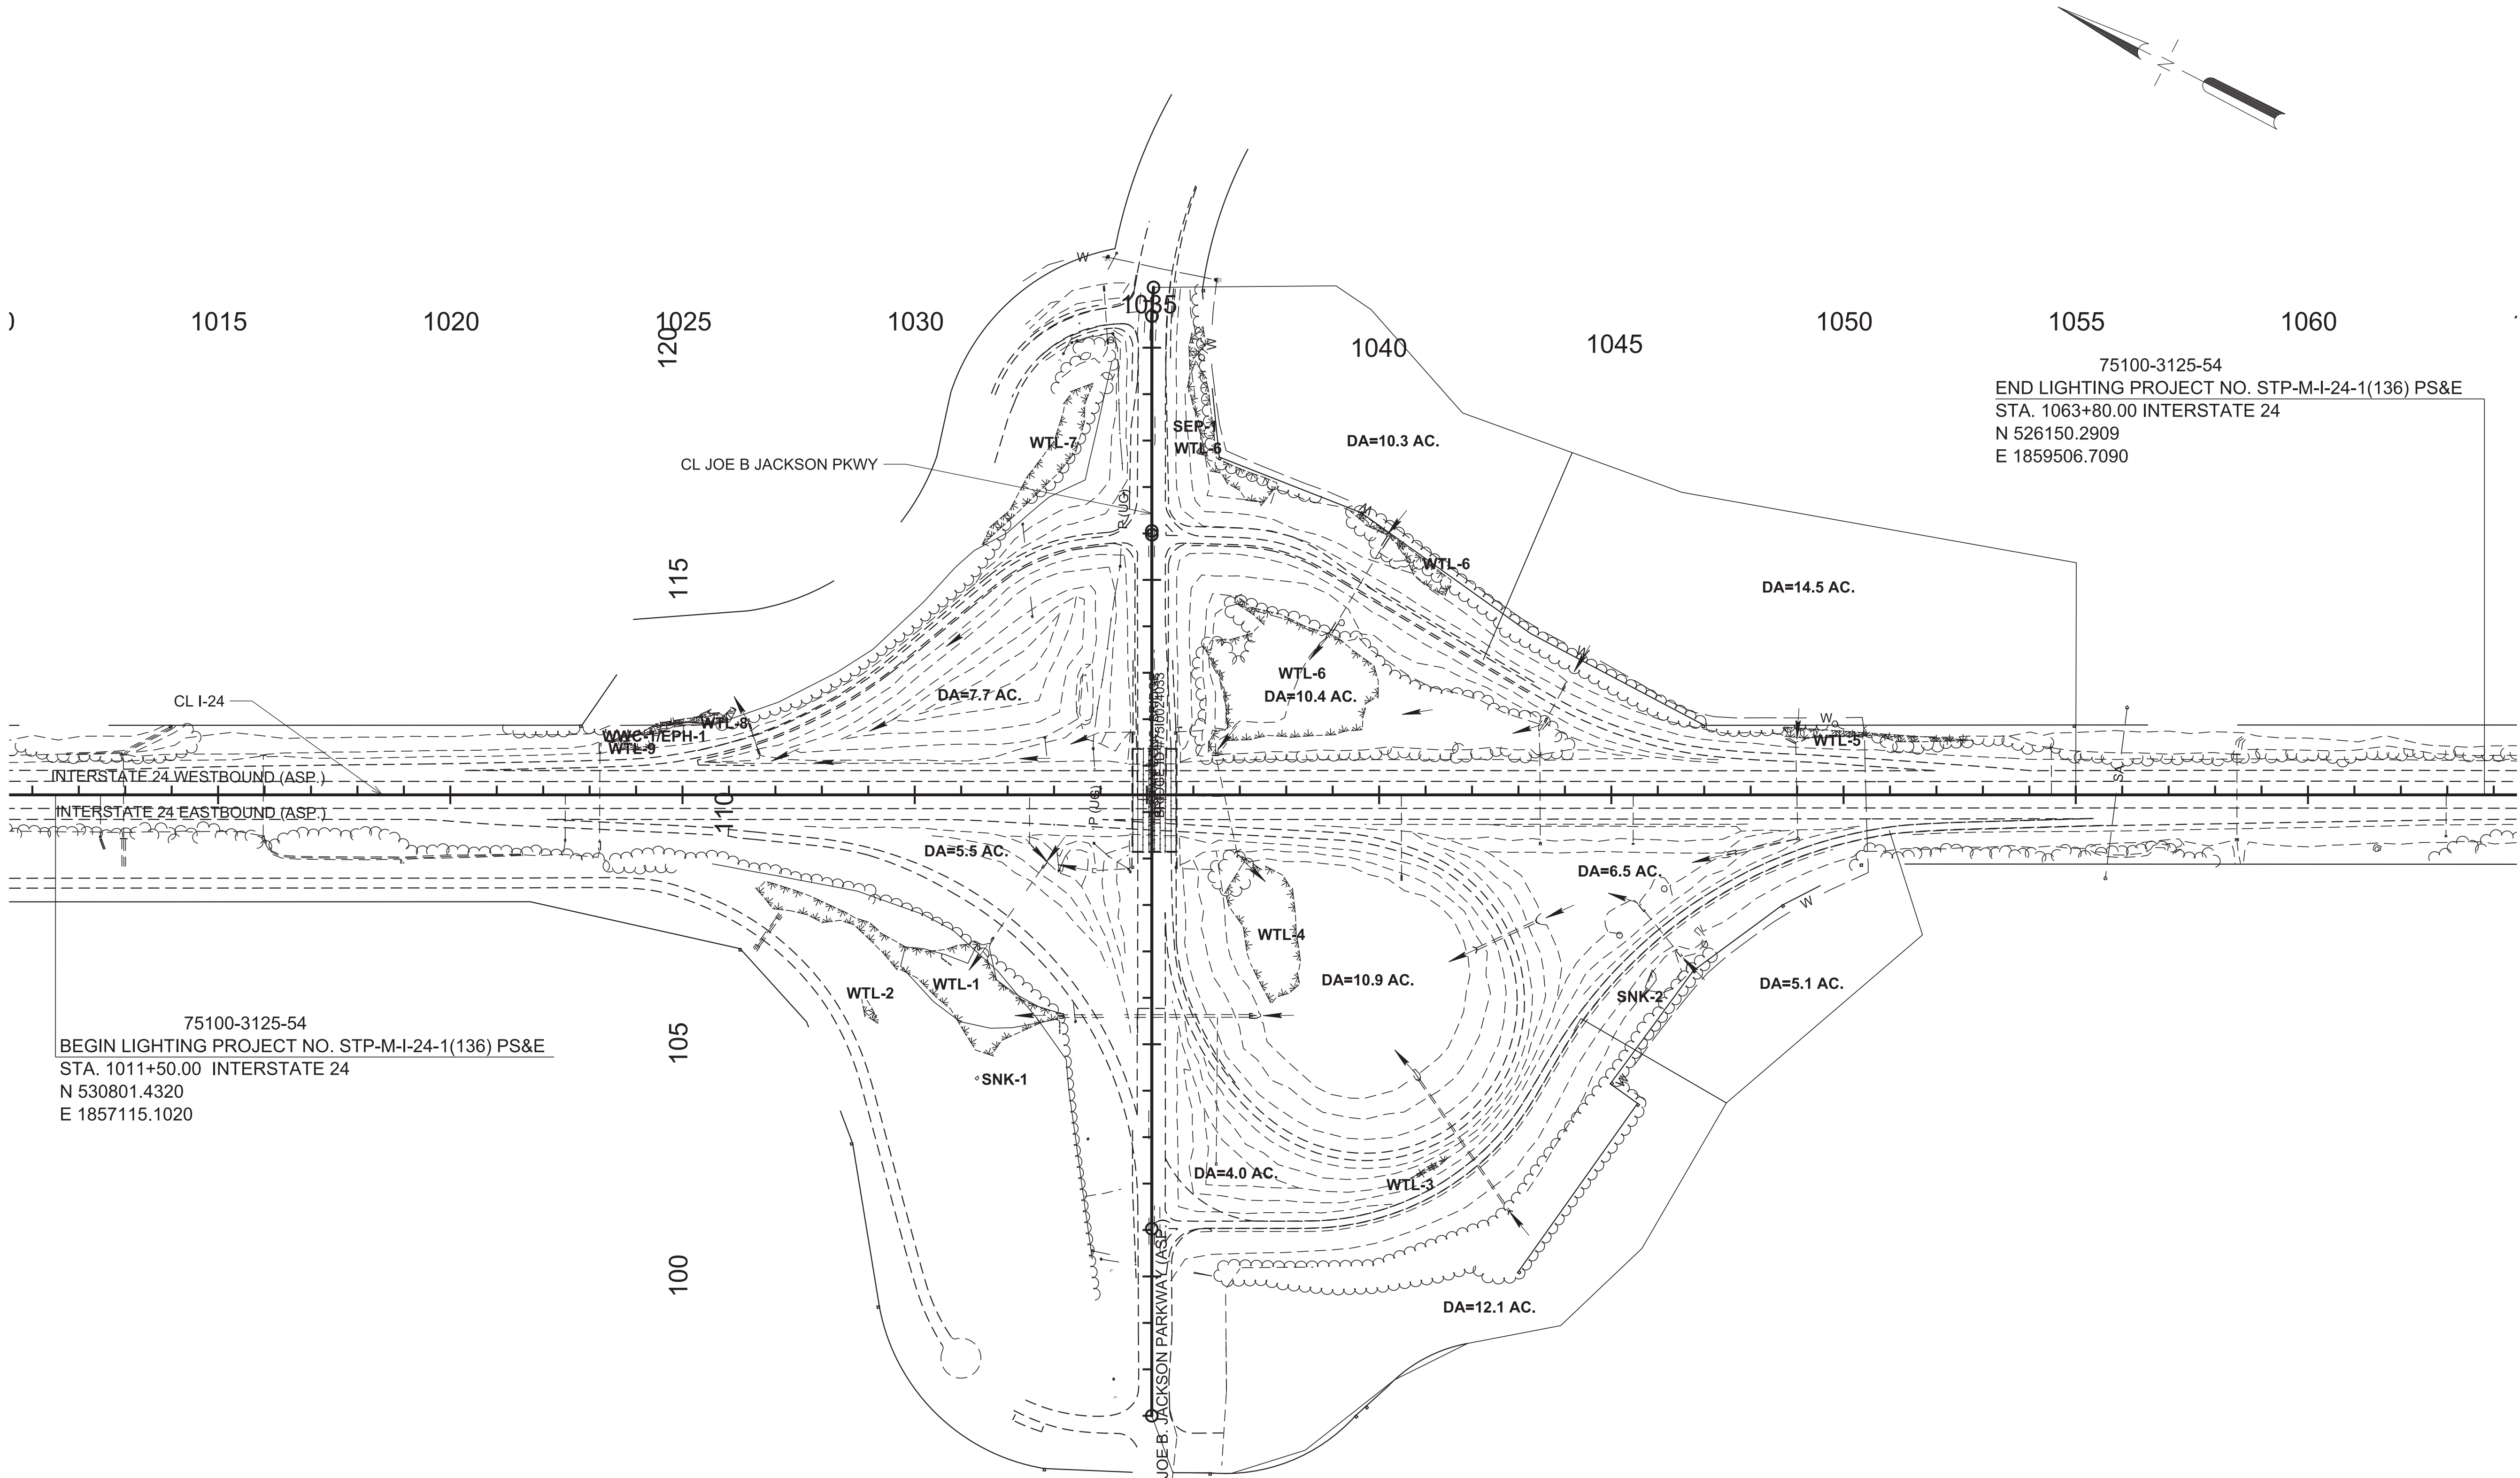 N
1035
1015
1020
1025
1030
1050
1055
1060
1040
1045
120
W
W
75100-3125-54
END LIGHTING PROJECT NO. STP-M-I-24-1(136) PS&E
STA. 1063+80.00 INTERSTATE 24
N 526150.2909
E 1859506.7090
SEP-1
WTL-6
DA=10.3 AC.
WTL-7
CL JOE B JACKSON PKWY
W
115
WTL-6
DA=14.5 AC.
W
WTL-6
DA=10.4 AC.
DA=7.7 AC.
CL I-24
WTL-8
WWC-1/EPH-1
WTL-9
W
WTL-5
SA
INTERSTATE 24 WESTBOUND (ASP.)
INTERSTATE 24 EASTBOUND (ASP.)
110
P (UG)
DA=5.5 AC.
DA=6.5 AC.
W
WTL-4
DA=10.9 AC.
DA=5.1 AC.
SNK-2
WTL-1
WTL-2
75100-3125-54
BEGIN LIGHTING PROJECT NO. STP-M-I-24-1(136) PS&E
STA. 1011+50.00 INTERSTATE 24
N 530801.4320
E 1857115.1020
105
SNK-1
W
DA=4.0 AC.
WTL-3
100
DA=12.1 AC.
JOE B. JACKSON PARKWAY (ASP.)